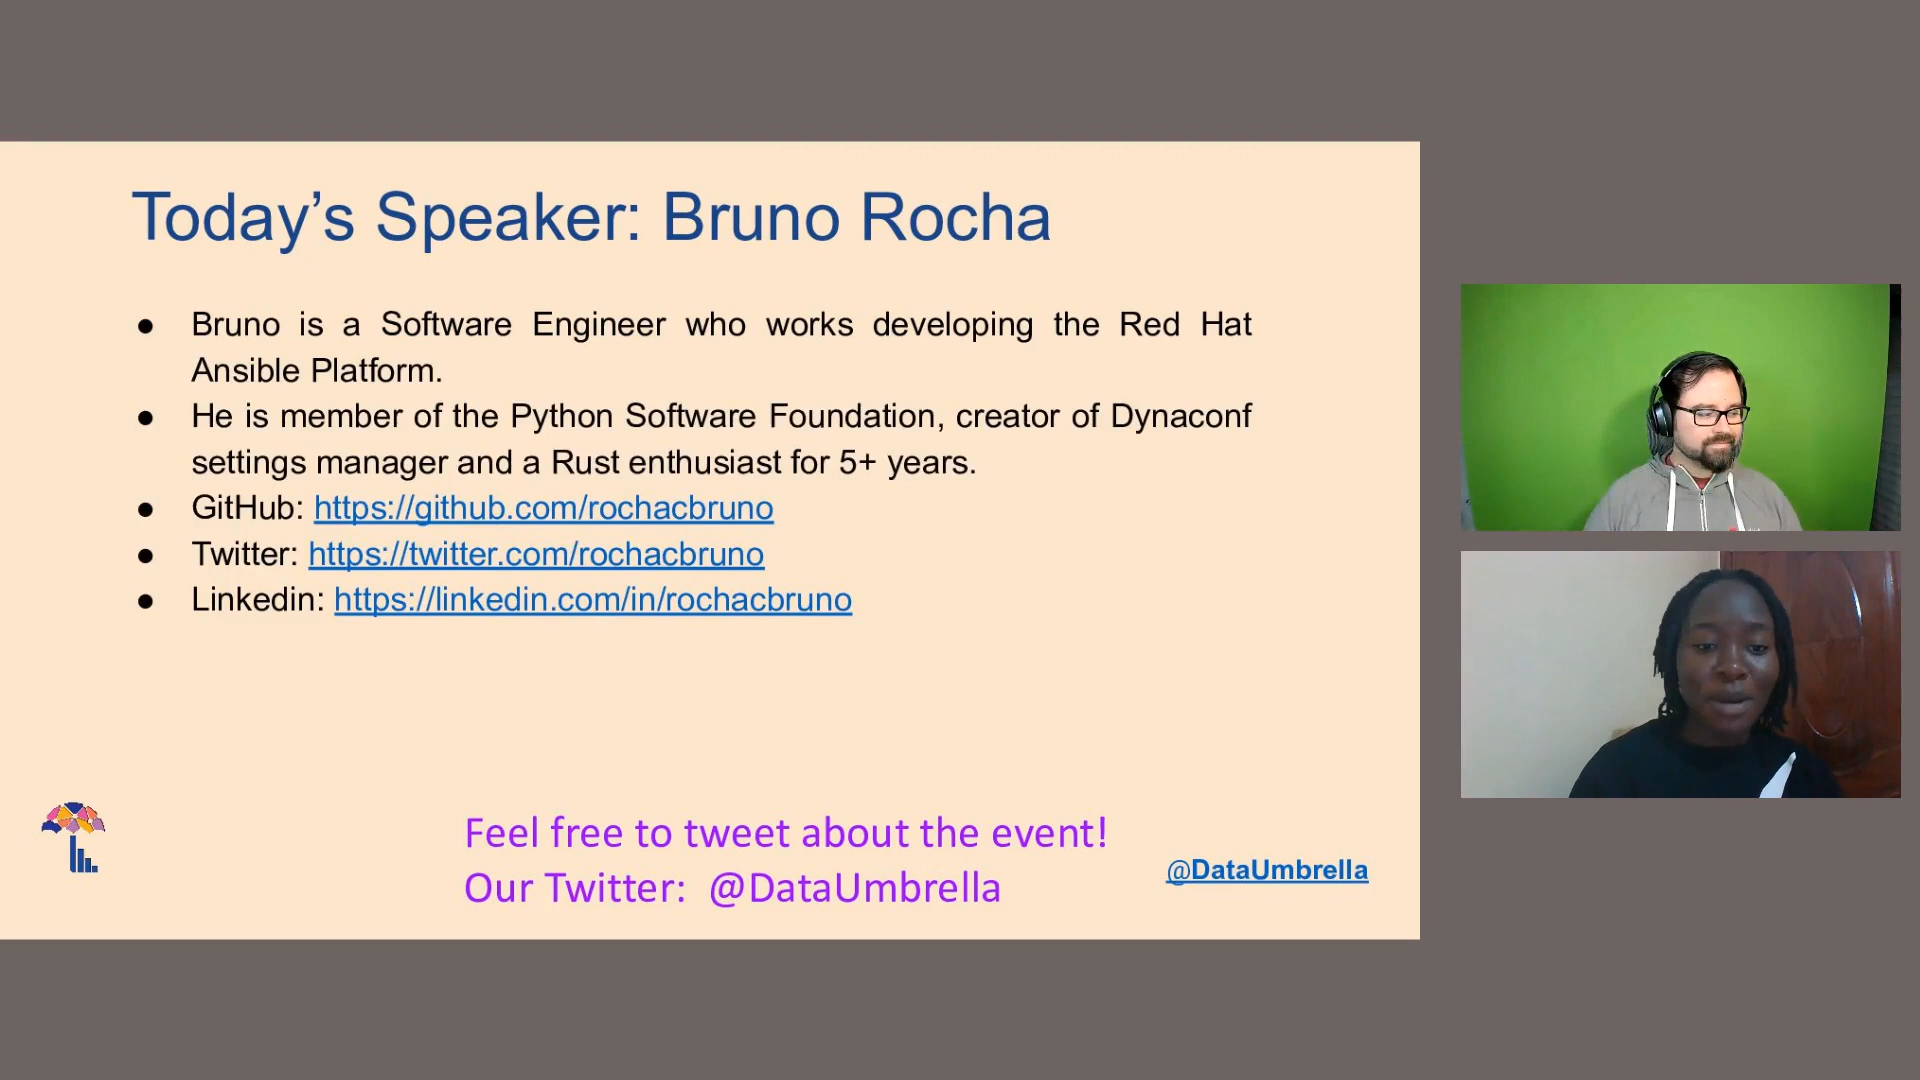 Today’s Speaker: Bruno Rocha
● Bruno is a Software Engineer who works developing the Red Hat
Ansible Platform.
● He is member of the Python Software Foundation, creator of Dynaconf
settings manager and a Rust enthusiast for 5+ years.
● GitHub: https://github.com/rochacbruno
● Twitter: https://twitter.com/rochacbruno
● Linkedin: https://linkedin.com/in/rochacbruno
Feel free to tweet about the event!
Our Twitter: @DataUmbrella
@DataUmbrella